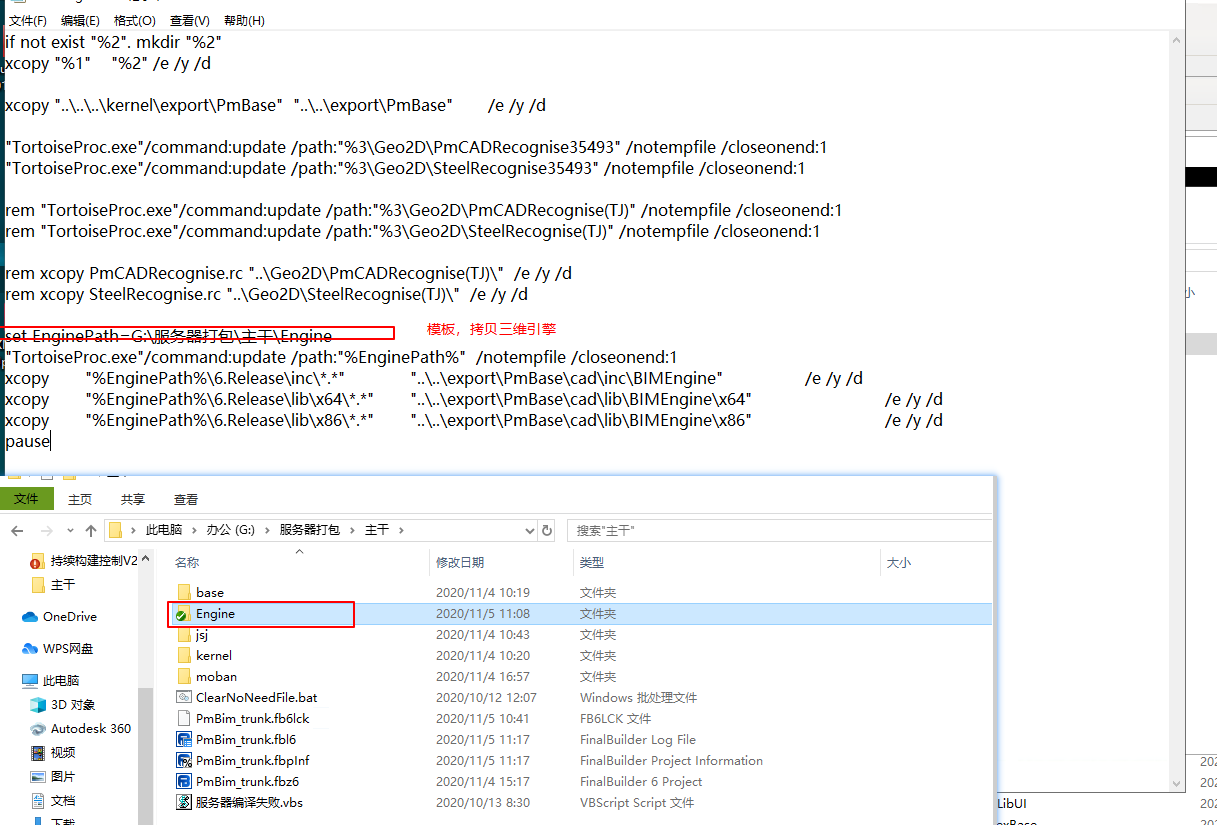 文件(F) 编辑(E) 格式(O) 查看(V) 帮助(H)
if not exist "%2". mkdir "%2"
xcopy "%1" "%2" /e /y /d
xcopy "..\..\..\kernel\export\PmBase" "..\..\export\PmBase" /e /y /d
"TortoiseProc.exe"/command:update /path:"%3\Geo2D\PmCADRecognise35493" /notempfile /closeonend:1
"TortoiseProc.exe"/command:update /path:"%3\Geo2D\SteelRecognise35493" /notempfile /closeonend:1
rem "TortoiseProc.exe"/command:update /path:"%3\Geo2D\PmCADRecognise(TJ)" /notempfile /closeonend:1
rem "TortoiseProc.exe"/command:update /path:"%3\Geo2D\SteelRecognise(TJ)" /notempfile /closeonend:1
rem xcopy PmCADRecognise.rc "..\Geo2D\PmCADRecognise(TJ)\" /e /y /d
rem xcopy SteelRecognise.rc "..\Geo2D\SteelRecognise(TJ)\" /e /y /d
set EnginePath=G:\服务器打包\主干\Engine 模板，拷贝三维引擎
"TortoiseProc.exe"/command:update /path:"%EnginePath%" /notempfile /closeonend:1
xcopy "%EnginePath%\6.Release\inc\*.*" "..\..\export\PmBase\cad\inc\BIMEngine" /e /y /d
xcopy "%EnginePath%\6.Release\lib\x64\*.*" "..\..\export\PmBase\cad\lib\BIMEngine\x64" /e /y /d
xcopy "%EnginePath%\6.Release\lib\x86\*.*" "..\..\export\PmBase\cad\lib\BIMEngine\x86" /e /y /d
pause
文件 主页 共享 查看
此电脑 办公 (G:) 服务器打包 主干 搜索"主干"
持续构建控制V2
主干
OneDrive
WPS网盘
此电脑
3D 对象
Autodesk 360
视频
图片
文档
下载
名称 修改日期 类型 大小
base 2020/11/4 10:19 文件夹
Engine 2020/11/5 11:08 文件夹
jsj 2020/11/4 10:43 文件夹
kernel 2020/11/4 10:20 文件夹
moban 2020/11/4 16:57 文件夹
ClearNoNeedFile.bat 2020/10/12 12:07 Windows 批处理文件
PmBim_trunk.fb6lck 2020/11/5 10:41 FB6LCK 文件
PmBim_trunk.fbl6 2020/11/5 11:17 FinalBuilder Log File
PmBim_trunk.fbpInf 2020/11/5 11:17 FinalBuilder Project Information
PmBim_trunk.fbz6 2020/11/4 15:17 FinalBuilder 6 Project
服务器编译失败.vbs 2020/10/13 8:30 VBScript Script 文件
小
LibUI